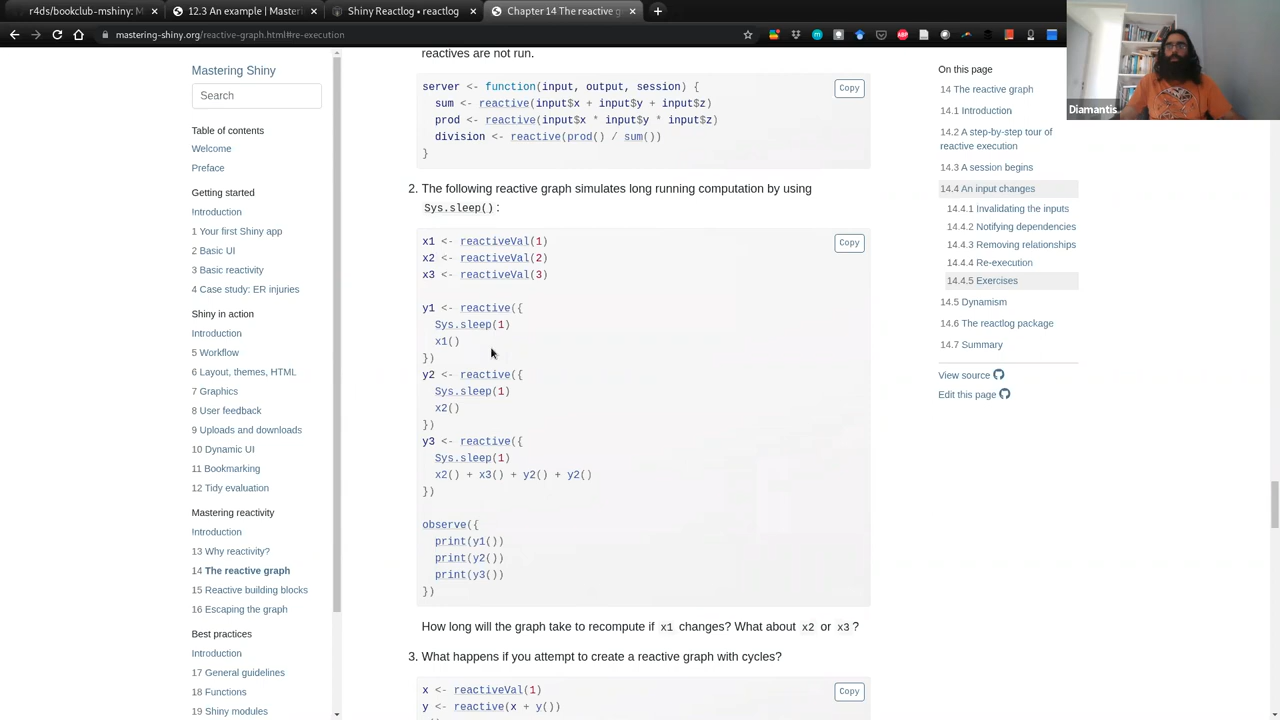 r4ds/bookclub-mshiny: M
12.3 An example | Masteri
Shiny Reactlog • reactlog
Chapter 14 The reactive g
mastering-shiny.org/reactive-graph.html#re-execution
Diamantis
Mastering Shiny
Search
Table of contents
Welcome
Preface
Getting started
Introduction
1 Your first Shiny app
2 Basic UI
3 Basic reactivity
4 Case study: ER injuries
Shiny in action
Introduction
5 Workflow
6 Layout, themes, HTML
7 Graphics
8 User feedback
9 Uploads and downloads
10 Dynamic UI
11 Bookmarking
12 Tidy evaluation
Mastering reactivity
Introduction
13 Why reactivity?
14 The reactive graph
15 Reactive building blocks
16 Escaping the graph
Best practices
Introduction
17 General guidelines
18 Functions
19 Shiny modules
reactives are not run.
Copy
server <- function(input, output, session) {
sum <- reactive(input$x + input$y + input$z)
prod <- reactive(input$x * input$y * input$z)
division <- reactive(prod() / sum())
}
2. The following reactive graph simulates long running computation by using
Sys.sleep() :
Copy
x1 <- reactiveVal(1)
x2 <- reactiveVal(2)
x3 <- reactiveVal(3)
y1 <- reactive({
Sys.sleep(1)
x1()
})
y2 <- reactive({
Sys.sleep(1)
x2()
})
y3 <- reactive({
Sys.sleep(1)
x2() + x3() + y2() + y2()
})
observe({
print(y1())
print(y2())
print(y3())
})
How long will the graph take to recompute if x1 changes? What about x2 or x3 ?
3. What happens if you attempt to create a reactive graph with cycles?
Copy
x <- reactiveVal(1)
y <- reactive(x + y())
On this page
14 The reactive graph
14.1 Introduction
14.2 A step-by-step tour of
reactive execution
14.3 A session begins
14.4 An input changes
14.4.1 Invalidating the inputs
14.4.2 Notifying dependencies
14.4.3 Removing relationships
14.4.4 Re-execution
14.4.5 Exercises
14.5 Dynamism
14.6 The reactlog package
14.7 Summary
View source
Edit this page